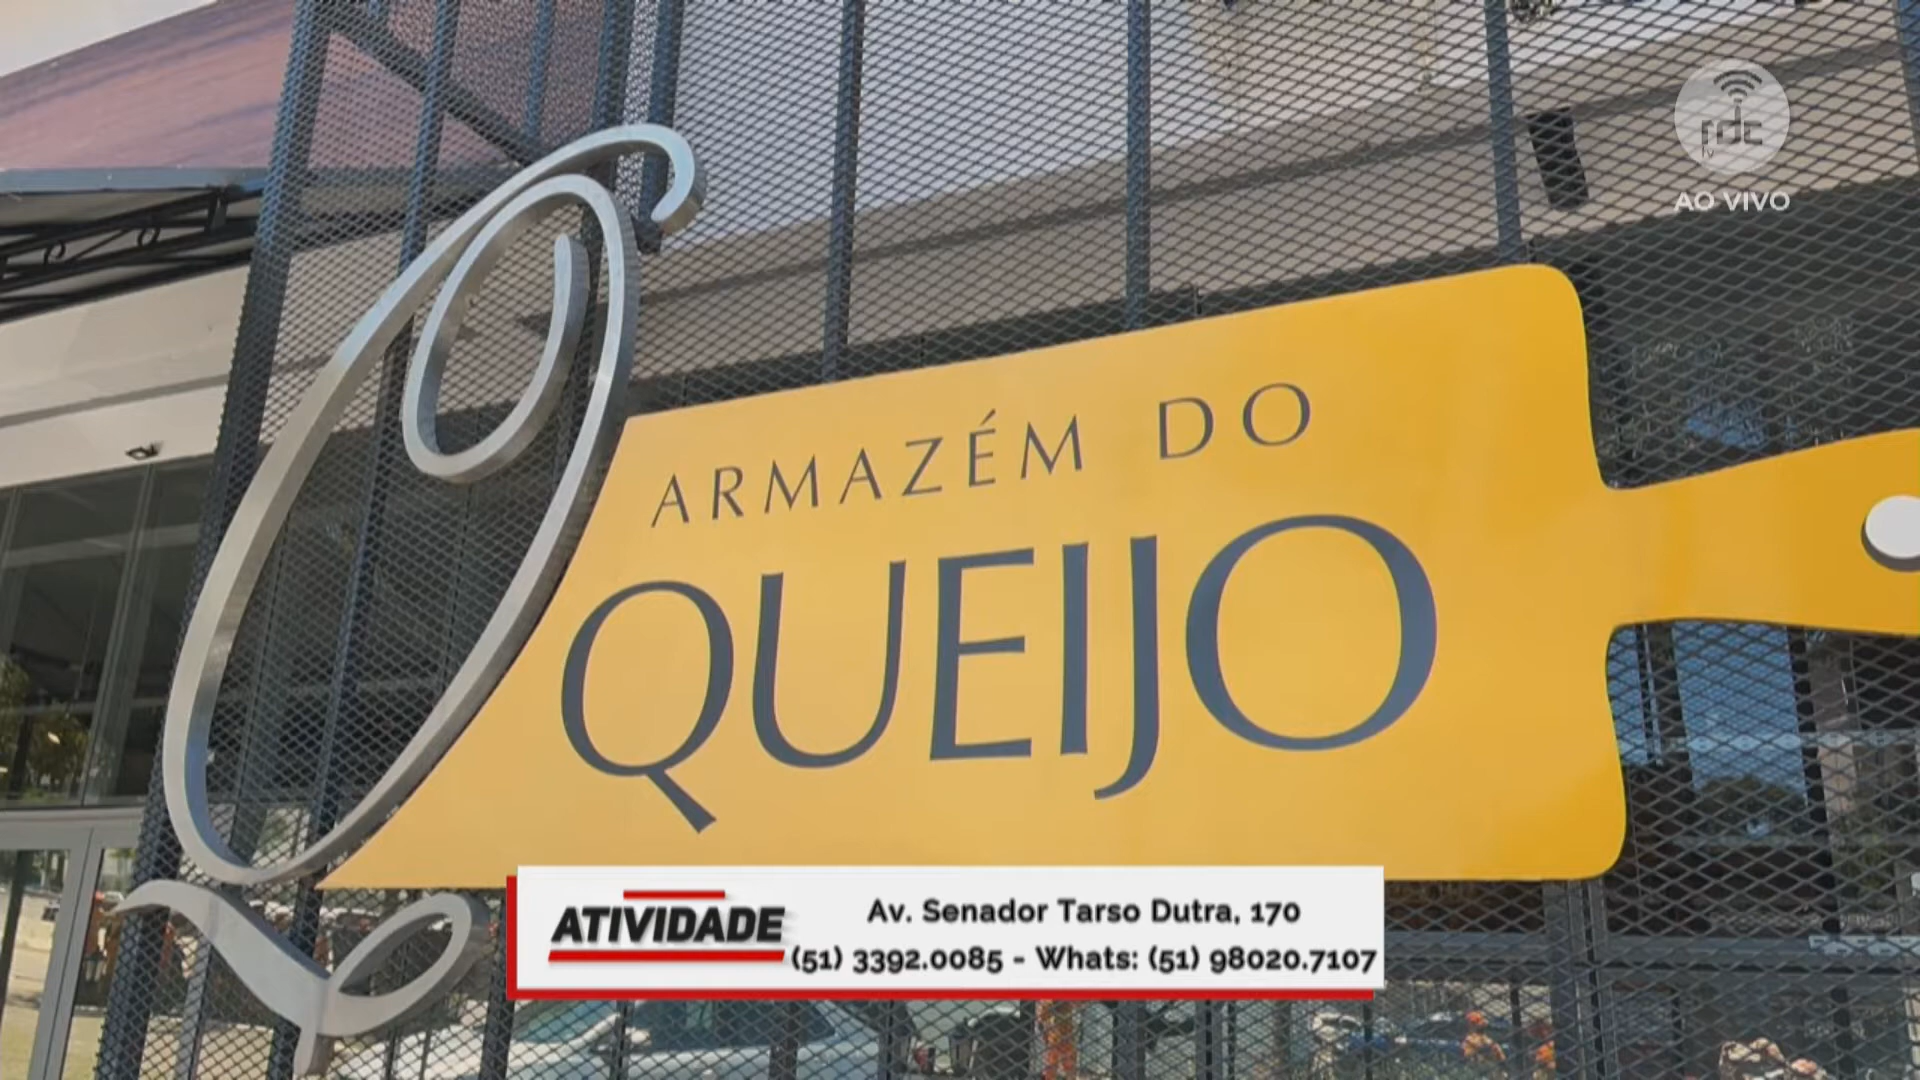 rdc
tv
AO VIVO
ARMAZÉM DO
QUEIJO
ATIVIDADE
Av. Senador Tarso Dutra, 170
(51) 3392.0085 - Whats: (51) 98020.7107